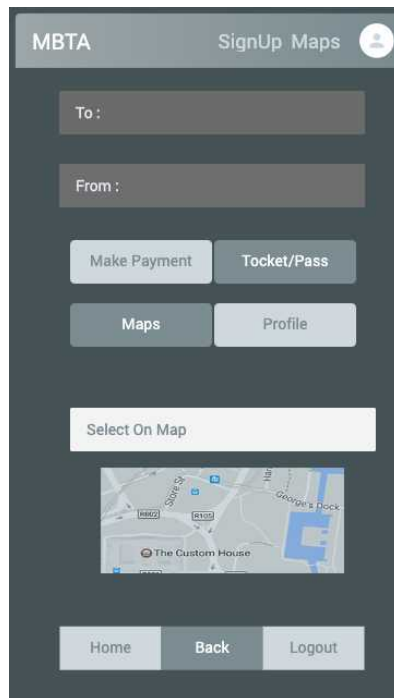 MBTA SignUp Maps
To :
From :
Make Payment Tocket/Pass
Maps Profile
Select On Map
Store St
George's Dock
R802 R105
The Custom House
Home Back Logout